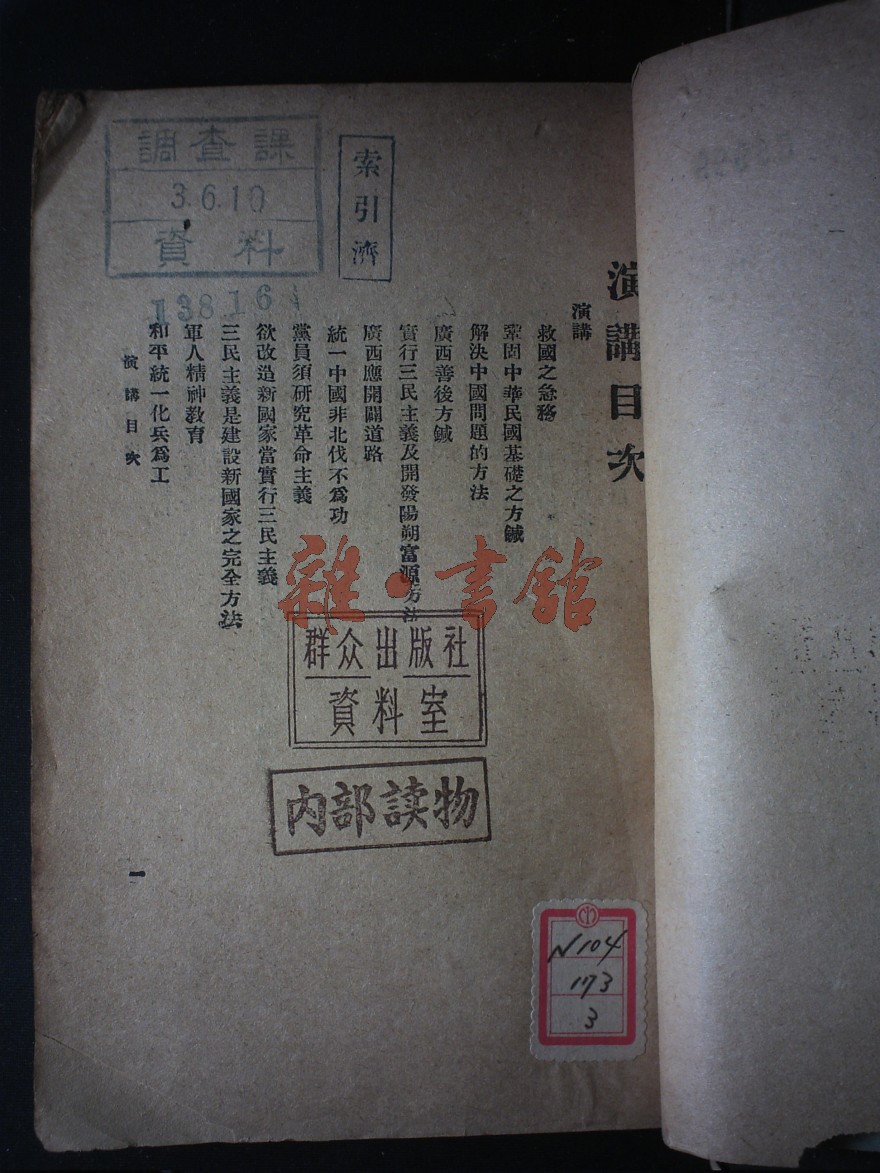 演講目次
演講
救國之急務
鞏固中華民國基礎之方鍼
解決中國問題的方法
廣西善後方鍼
實行三民主義及開發陽朔富源方法
廣西應開闢道路
統一中國非北伐不爲功
黨員須研究革命主義
欲改造新國家當實行三民主義
三民主義是建設新國家之完全方法
軍人精神教育
和平統一化兵爲工
演講目次
一
調查課
3.6.10
資料
索引濟
138164
雜·書館
群众出版社
資料室
内部读物
N104
173
3